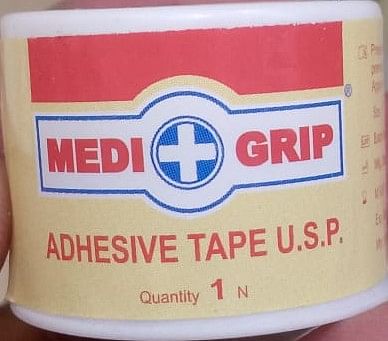 MEDI GRIP
®
ADHESIVE TAPE U.S.P.
Quantity 1 N